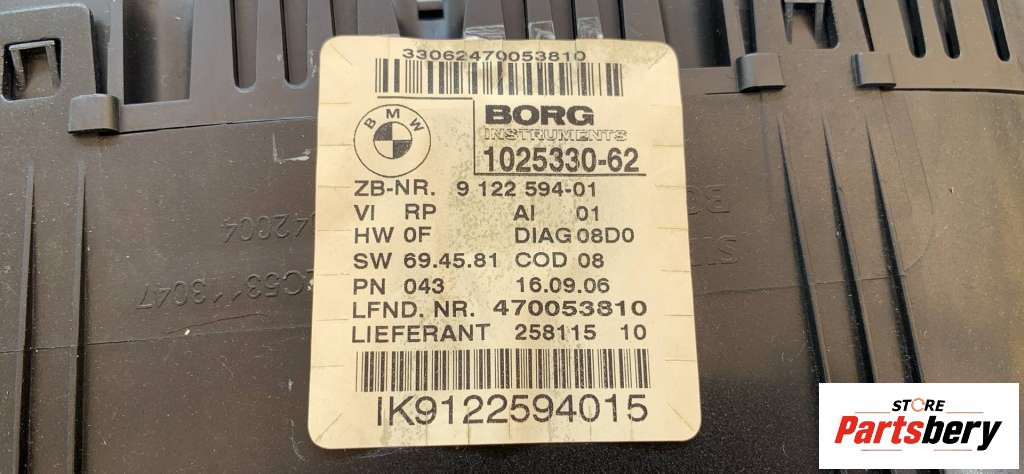 33062470053810
BMW
BORG
INSTRUMENTS
1025330-62
ZB-NR. 9 122 594-01
VI RP AI 01
HW 0F DIAG 08D0
SW 69.45.81 COD 08
PN 043 16.09.06
LFND. NR. 470053810
LIEFERANT 258115 10
IK9122594015
STORE
Partsbery